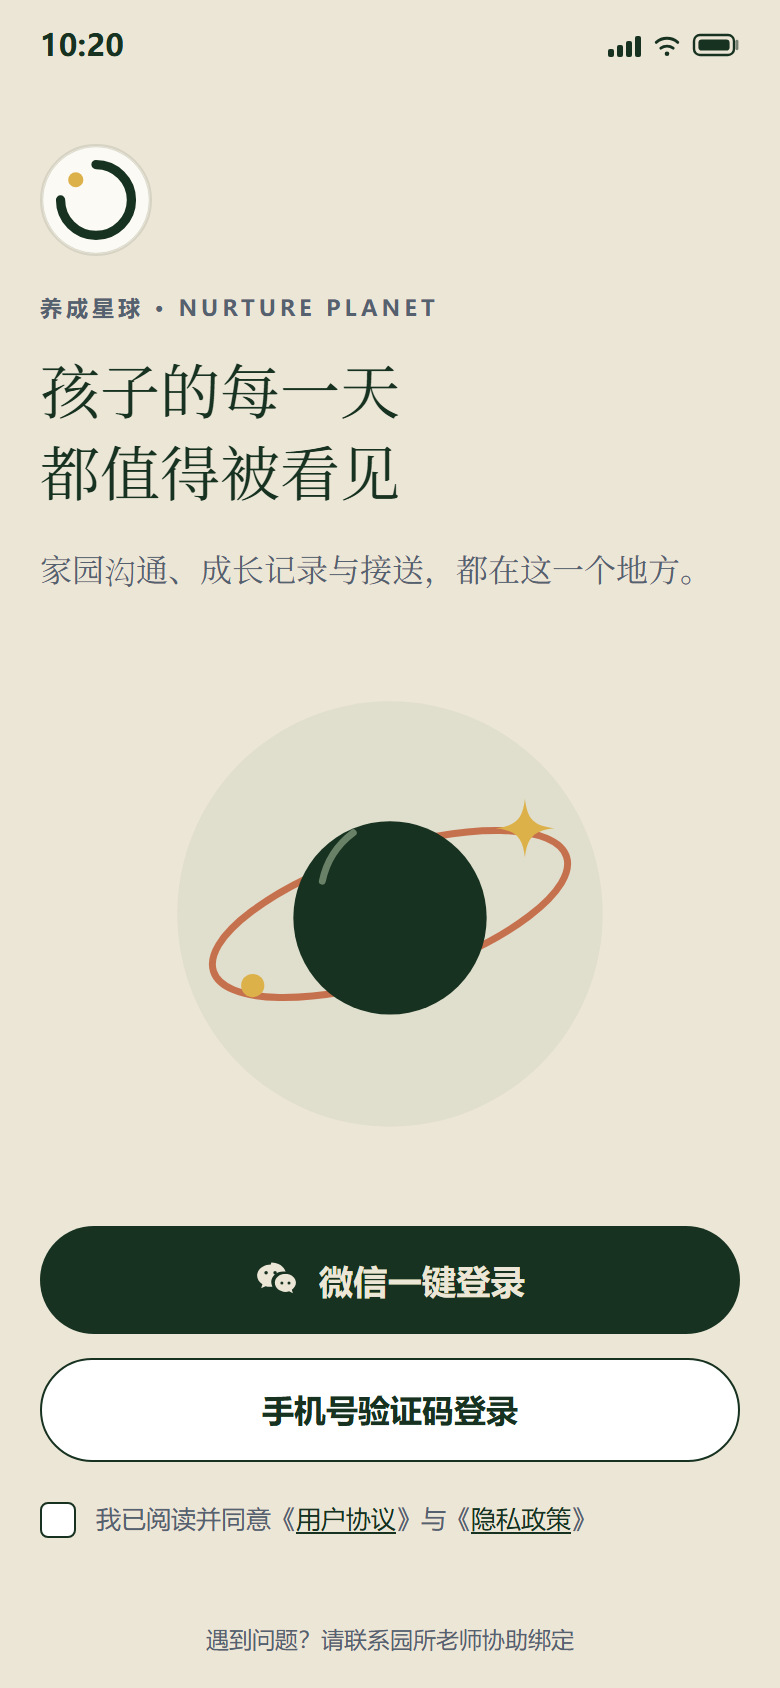 10:20
养成星球 • NURTURE PLANET
孩子的每一天
都值得被看见
家园沟通、成长记录与接送，都在这一个地方。
微信一键登录
手机号验证码登录
我已阅读并同意《用户协议》与《隐私政策》
遇到问题？请联系园所老师协助绑定